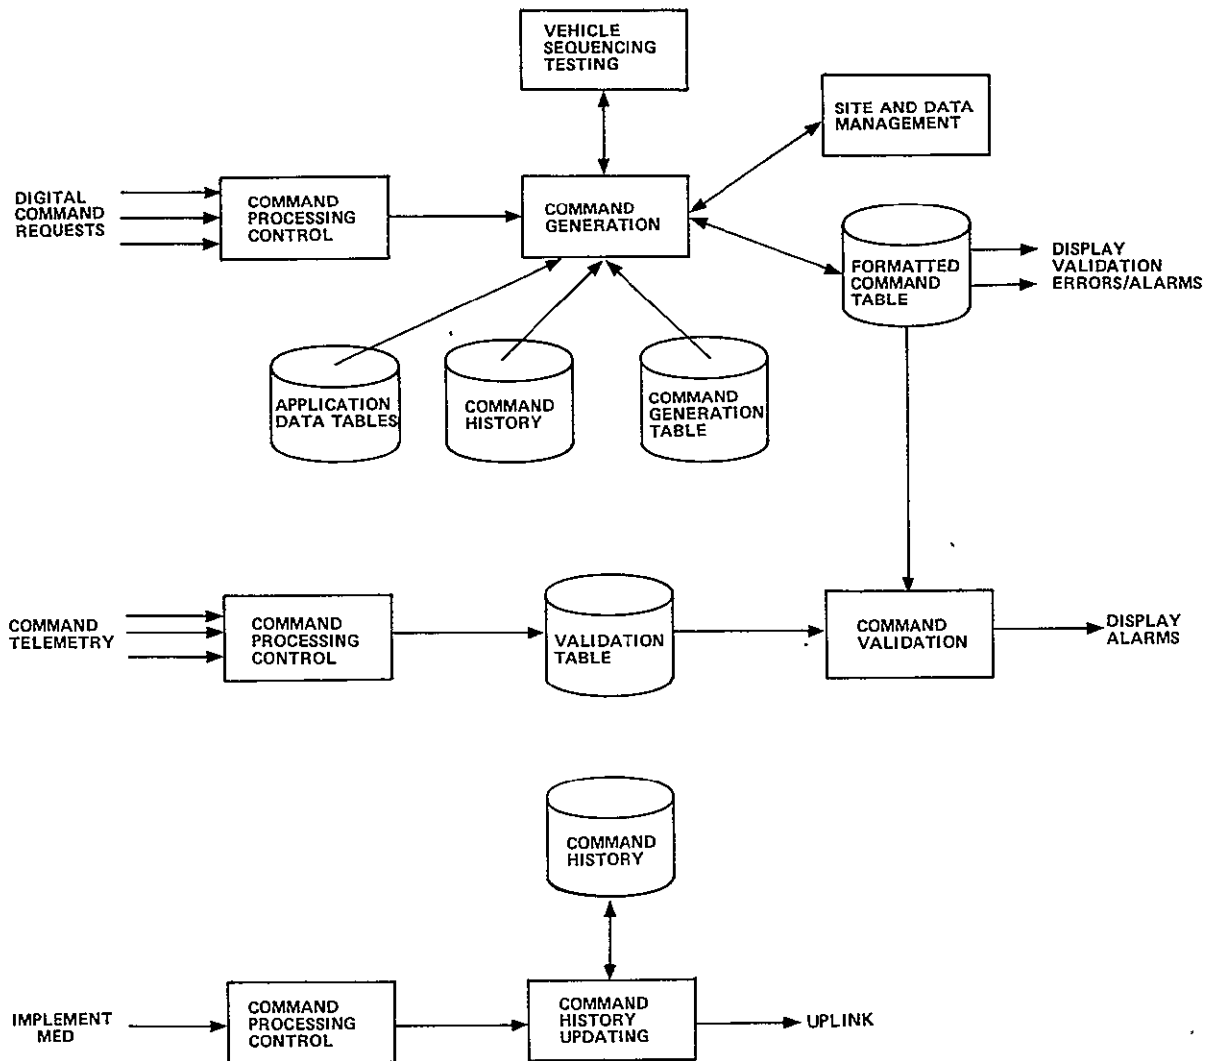 VEHICLE
SEQUENCING
TESTING
SITE AND DATA
MANAGEMENT
DIGITAL
COMMAND
REQUESTS
COMMAND
PROCESSING
CONTROL
COMMAND
GENERATION
FORMATTED
COMMAND
TABLE
DISPLAY
VALIDATION
ERRORS/ALARMS
APPLICATION
DATA TABLES
COMMAND
HISTORY
COMMAND
GENERATION
TABLE
COMMAND
TELEMETRY
COMMAND
PROCESSING
CONTROL
VALIDATION
TABLE
COMMAND
VALIDATION
DISPLAY
ALARMS
COMMAND
HISTORY
IMPLEMENT
MED
COMMAND
PROCESSING
CONTROL
COMMAND
HISTORY
UPDATING
UPLINK